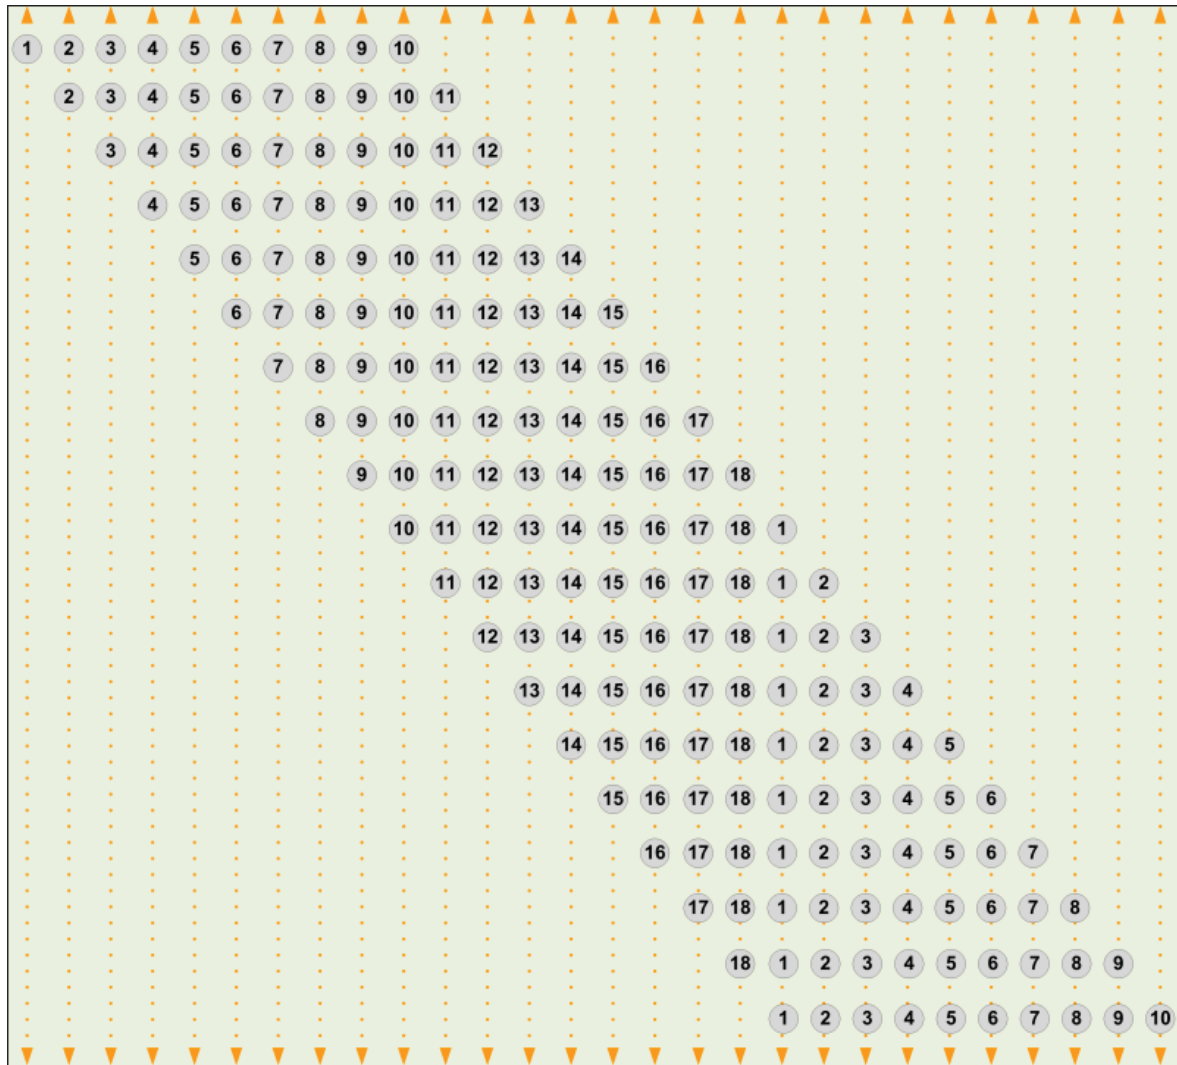 1 2 3 4 5 6 7 8 9 10
2 3 4 5 6 7 8 9 10 11
3 4 5 6 7 8 9 10 11 12
4 5 6 7 8 9 10 11 12 13
5 6 7 8 9 10 11 12 13 14
6 7 8 9 10 11 12 13 14 15
7 8 9 10 11 12 13 14 15 16
8 9 10 11 12 13 14 15 16 17
9 10 11 12 13 14 15 16 17 18
10 11 12 13 14 15 16 17 18 1
11 12 13 14 15 16 17 18 1 2
12 13 14 15 16 17 18 1 2 3
13 14 15 16 17 18 1 2 3 4
14 15 16 17 18 1 2 3 4 5
15 16 17 18 1 2 3 4 5 6
16 17 18 1 2 3 4 5 6 7
17 18 1 2 3 4 5 6 7 8
18 1 2 3 4 5 6 7 8 9
1 2 3 4 5 6 7 8 9 10